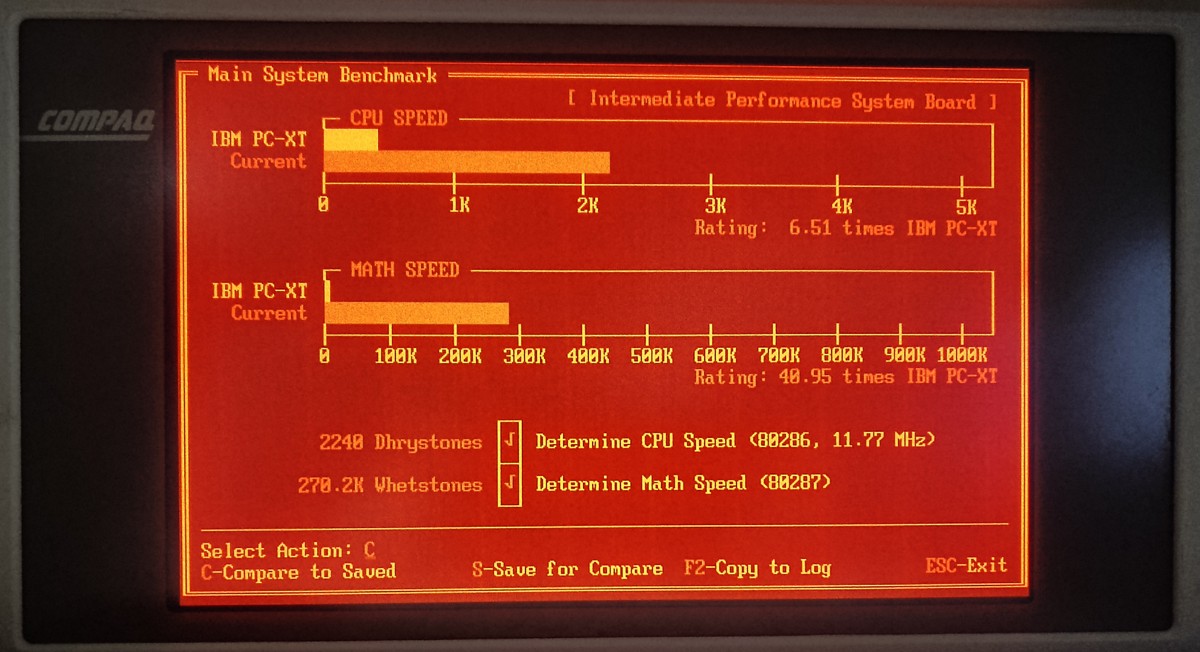 Main System Benchmark
[ Intermediate Performance System Board ]
COMPAQ
CPU SPEED
IBM PC-XT
Current
0 1K 2K 3K 4K 5K
Rating: 6.51 times IBM PC-XT
MATH SPEED
IBM PC-XT
Current
0 100K 200K 300K 400K 500K 600K 700K 800K 900K 1000K
Rating: 40.95 times IBM PC-XT
2240 Dhrystones √ Determine CPU Speed (80286, 11.77 MHz)
270.2K Whetstones √ Determine Math Speed (80287)
Select Action: C
C-Compare to Saved S-Save for Compare F2-Copy to Log ESC-Exit